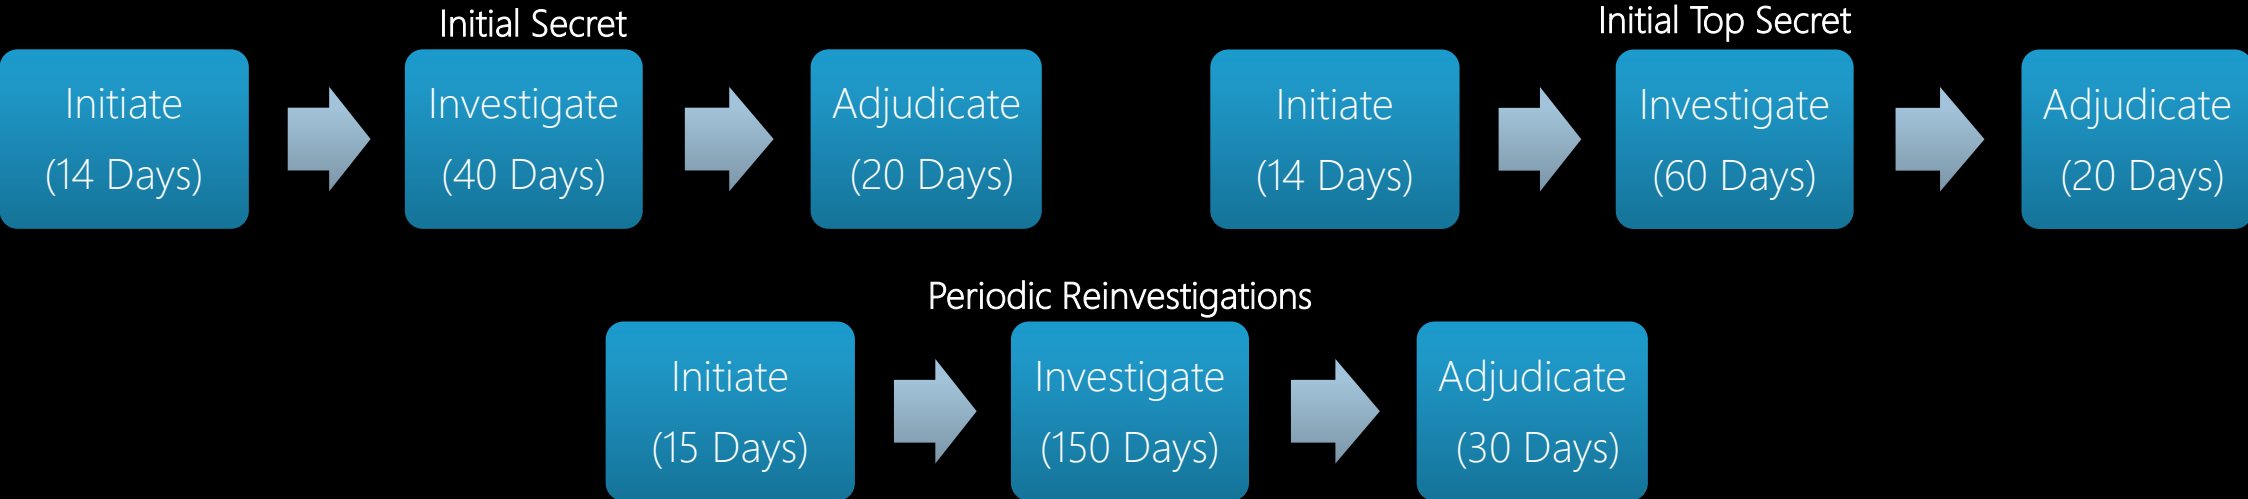 Initial Secret
Initiate
(14 Days)
Investigate
(40 Days)
Adjudicate
(20 Days)
Initial Top Secret
Initiate
(14 Days)
Investigate
(60 Days)
Adjudicate
(20 Days)
Periodic Reinvestigations
Initiate
(15 Days)
Investigate
(150 Days)
Adjudicate
(30 Days)